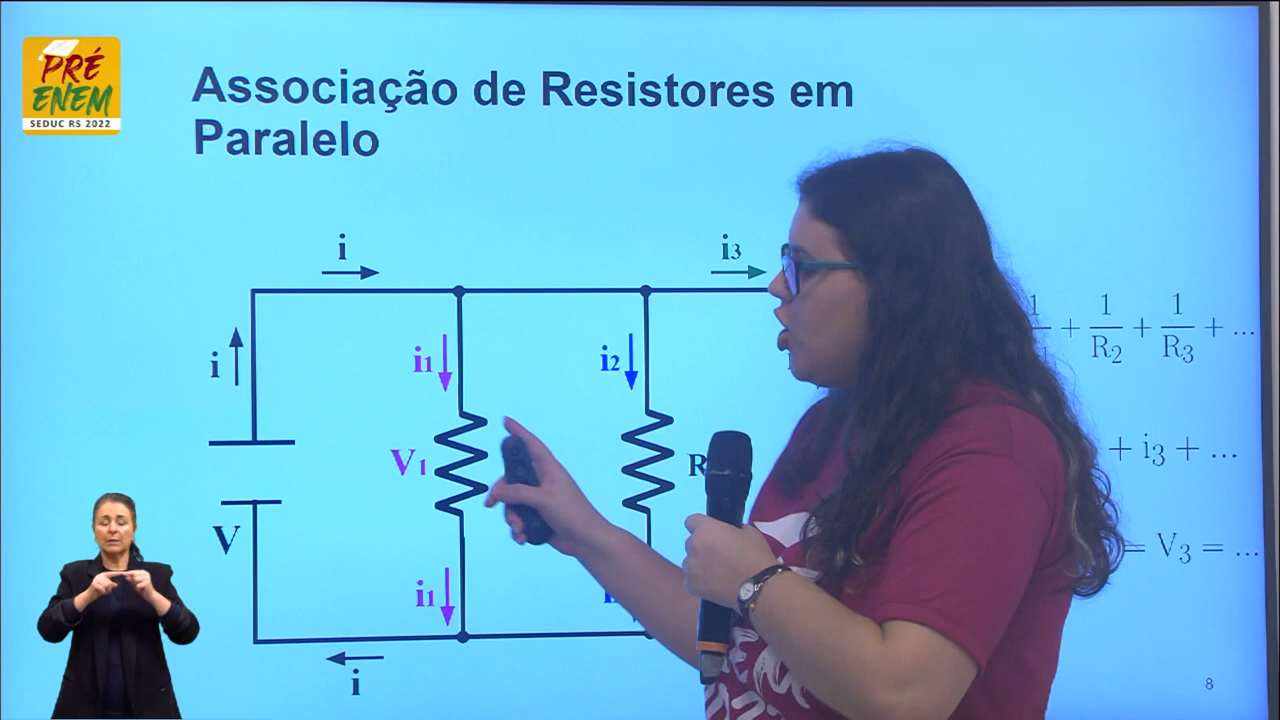 PRÉ
ENEM
SEDUC RS 2022
Associação de Resistores em
Paralelo
i
i3
i
i1
i2
1 + 1/R2 + 1/R3 + ...
V1
R
+ i3 + ...
V
= V3 = ...
i1
i
8